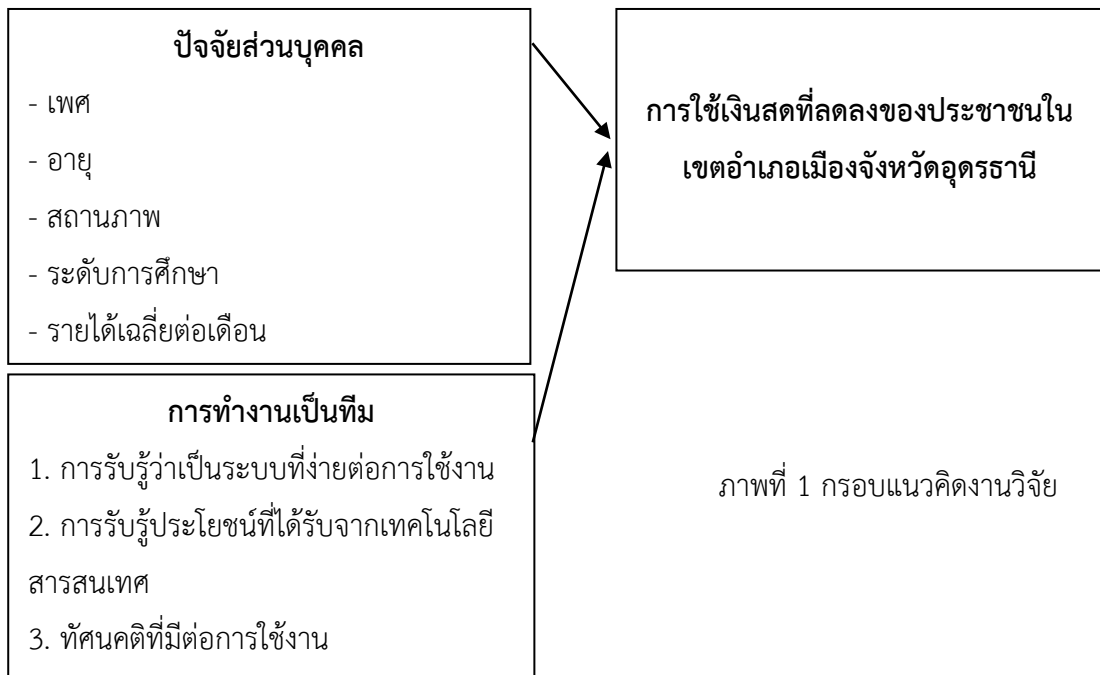 ปัจจัยส่วนบุคคล
- เพศ
- อายุ
- สถานภาพ
- ระดับการศึกษา
- รายได้เฉลี่ยต่อเดือน
การใช้เงินสดที่ลดลงของประชาชนใน
เขตอำเภอเมืองจังหวัดอุดรธานี
การทำงานเป็นทีม
1. การรับรู้ว่าเป็นระบบที่ง่ายต่อการใช้งาน
2. การรับรู้ประโยชน์ที่ได้รับจากเทคโนโลยี
สารสนเทศ
3. ทัศนคติที่มีต่อการใช้งาน
ภาพที่ 1 กรอบแนวคิดงานวิจัย